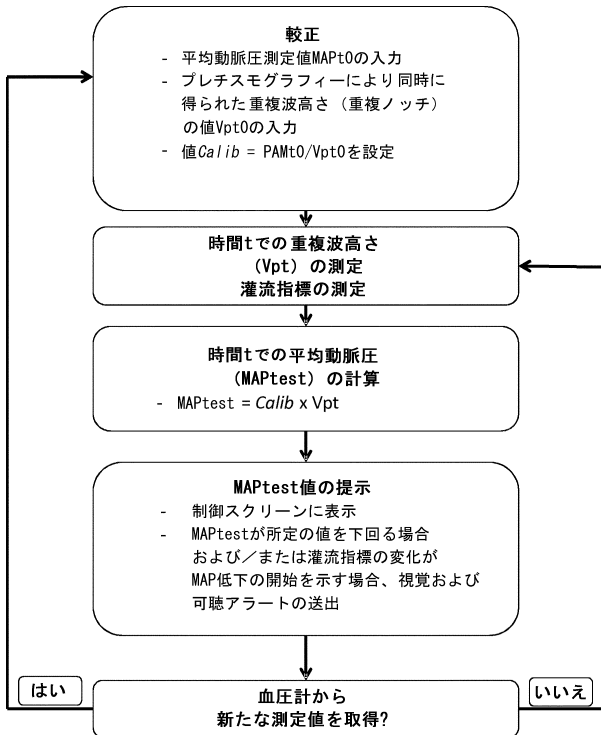 較正
- 平均動脈圧測定値MAPt0の入力
- プレチスモグラフィーにより同時に
得られた重複波高さ（重複ノッチ）
の値Vpt0の入力
- 値Calib = PAMt0/Vpt0を設定
時間tでの重複波高さ
（Vpt）の測定
灌流指標の測定
時間tでの平均動脈圧
（MAPtest）の計算
- MAPtest = Calib x Vpt
MAPtest値の提示
- 制御スクリーンに表示
- MAPtestが所定の値を下回る場合
および／または灌流指標の変化が
MAP低下の開始を示す場合、視覚および
可聴アラートの送出
はい
血圧計から
新たな測定値を取得?
いいえ